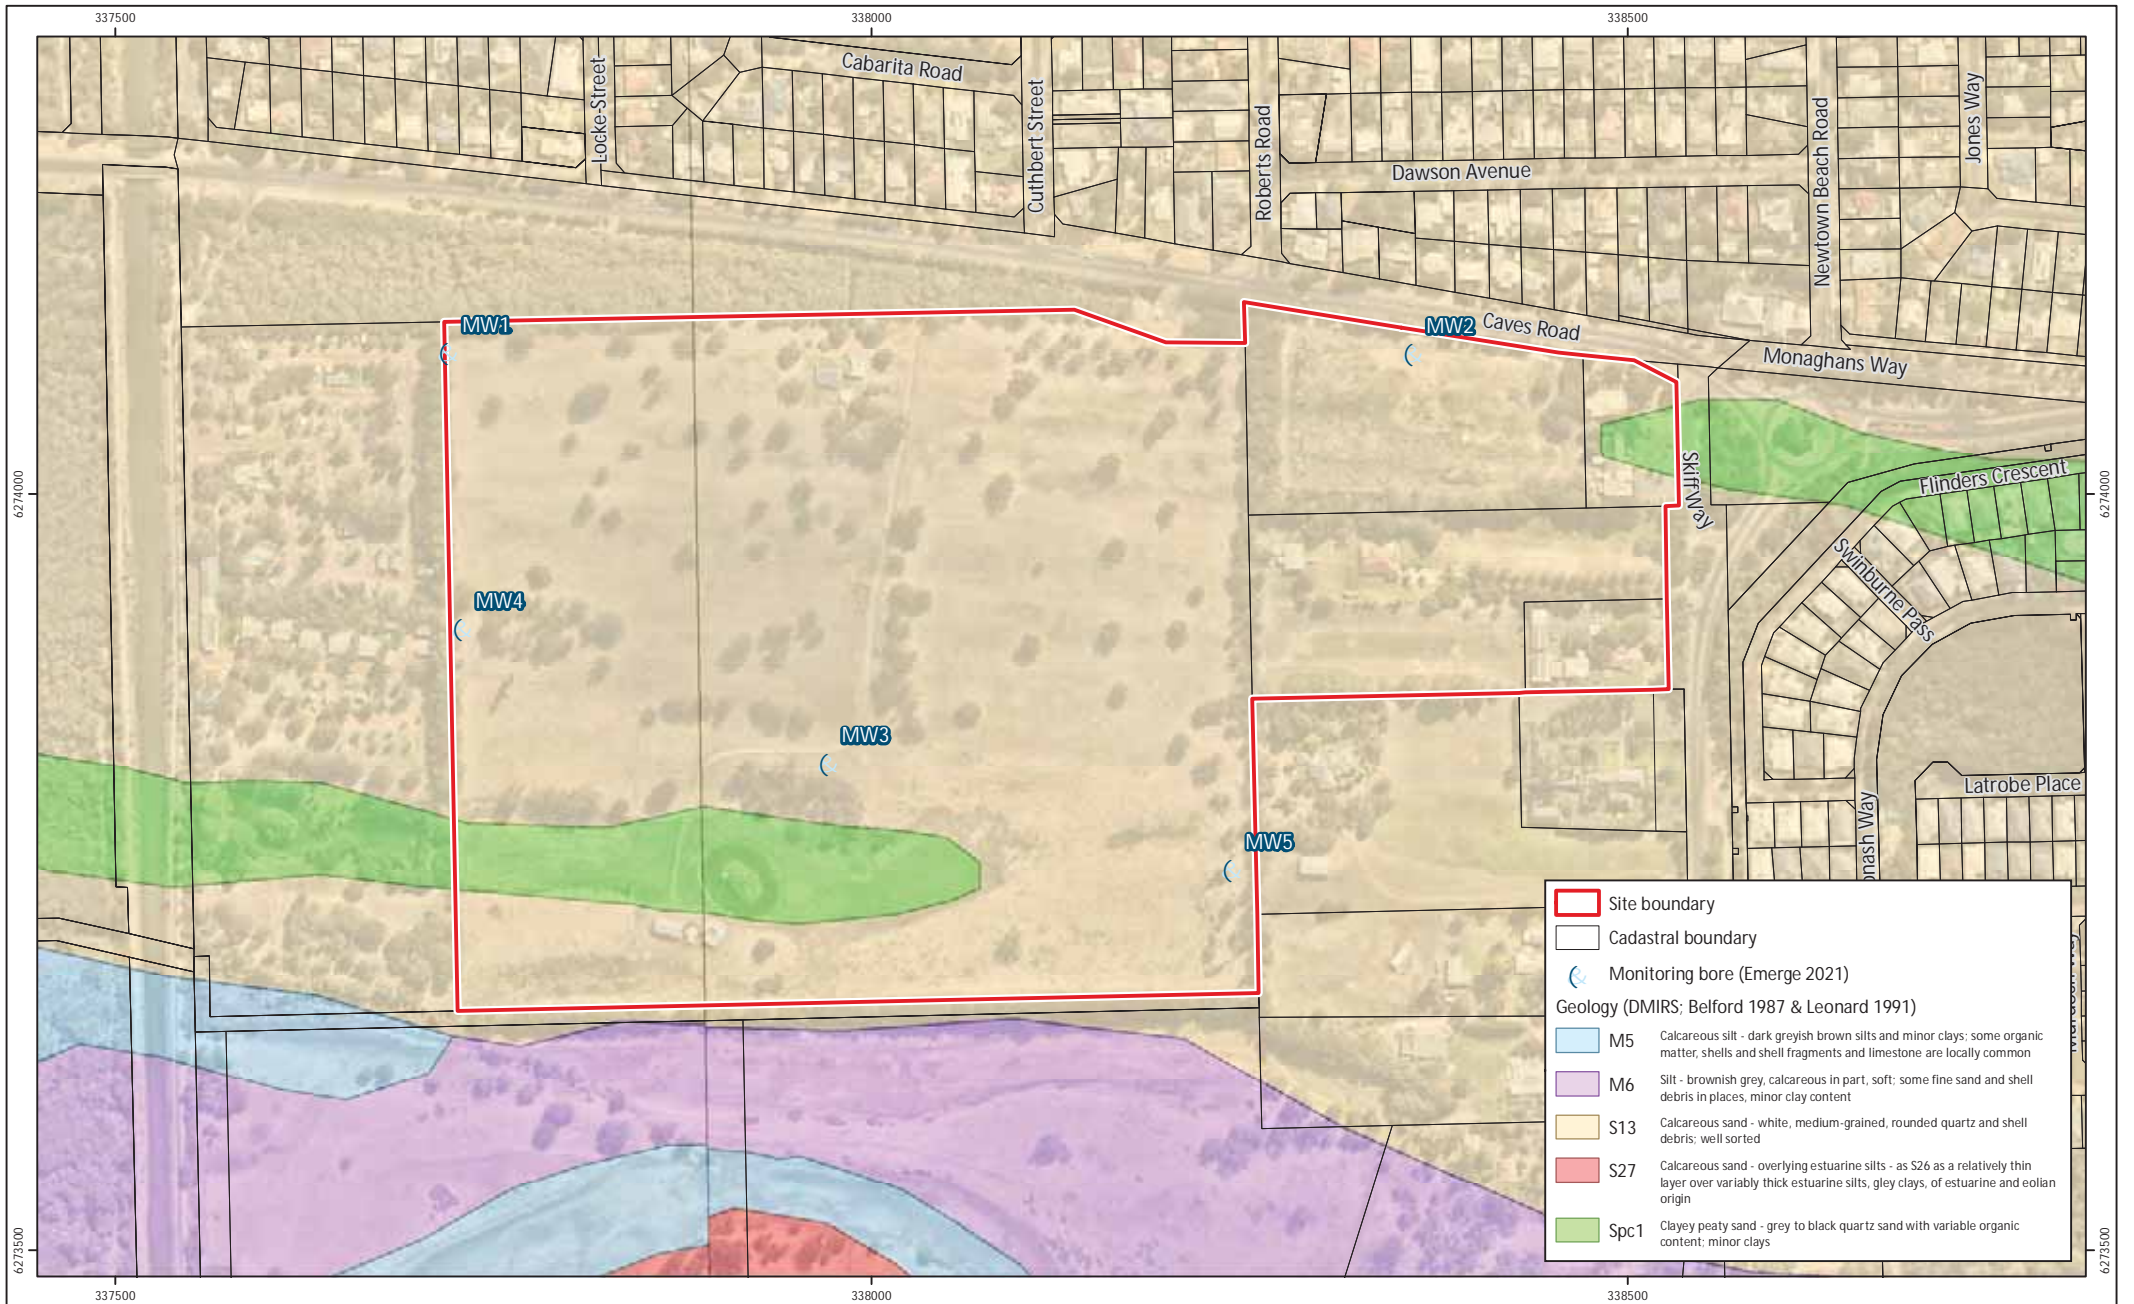 337500
338000
338500
Cabarita Road
Locke Street
Cuthbert Street
Roberts Road
Dawson Avenue
Newtown Beach Road
Jones Way
MW1
MW2
Caves Road
Monaghans Way
6274000
6274000
Skiff Way
Flinders Crescent
Swinburne Pass
MW4
MW3
MW5
Latrobe Place
onash Way
Site boundary
Cadastral boundary
Monitoring bore (Emerge 2021)
Geology (DMIRS; Belford 1987 & Leonard 1991)
M5
Calcareous silt - dark greyish brown silts and minor clays; some organic
matter, shells and shell fragments and limestone are locally common
M6
Silt - brownish grey, calcareous in part, soft; some fine sand and shell
debris in places, minor clay content
S13
Calcareous sand - white, medium-grained, rounded quartz and shell
debris; well sorted
S27
Calcareous sand - overlying estuarine silts - as S26 as a relatively thin
layer over variably thick estuarine silts, gley clays, of estuarine and eolian
origin
Spc1
Clayey peaty sand - grey to black quartz sand with variable organic
content; minor clays
6273500
6273500
337500
338000
338500